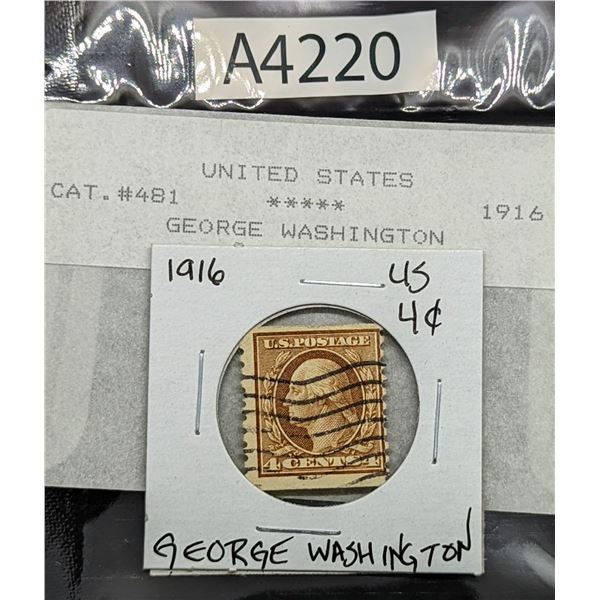 A4220
UNITED STATES
CAT.#481 ***** 1916
GEORGE WASHINGTON
1916 US
4¢
U.S. POSTAGE
4 CENTS 4
GEORGE WASHINGTON